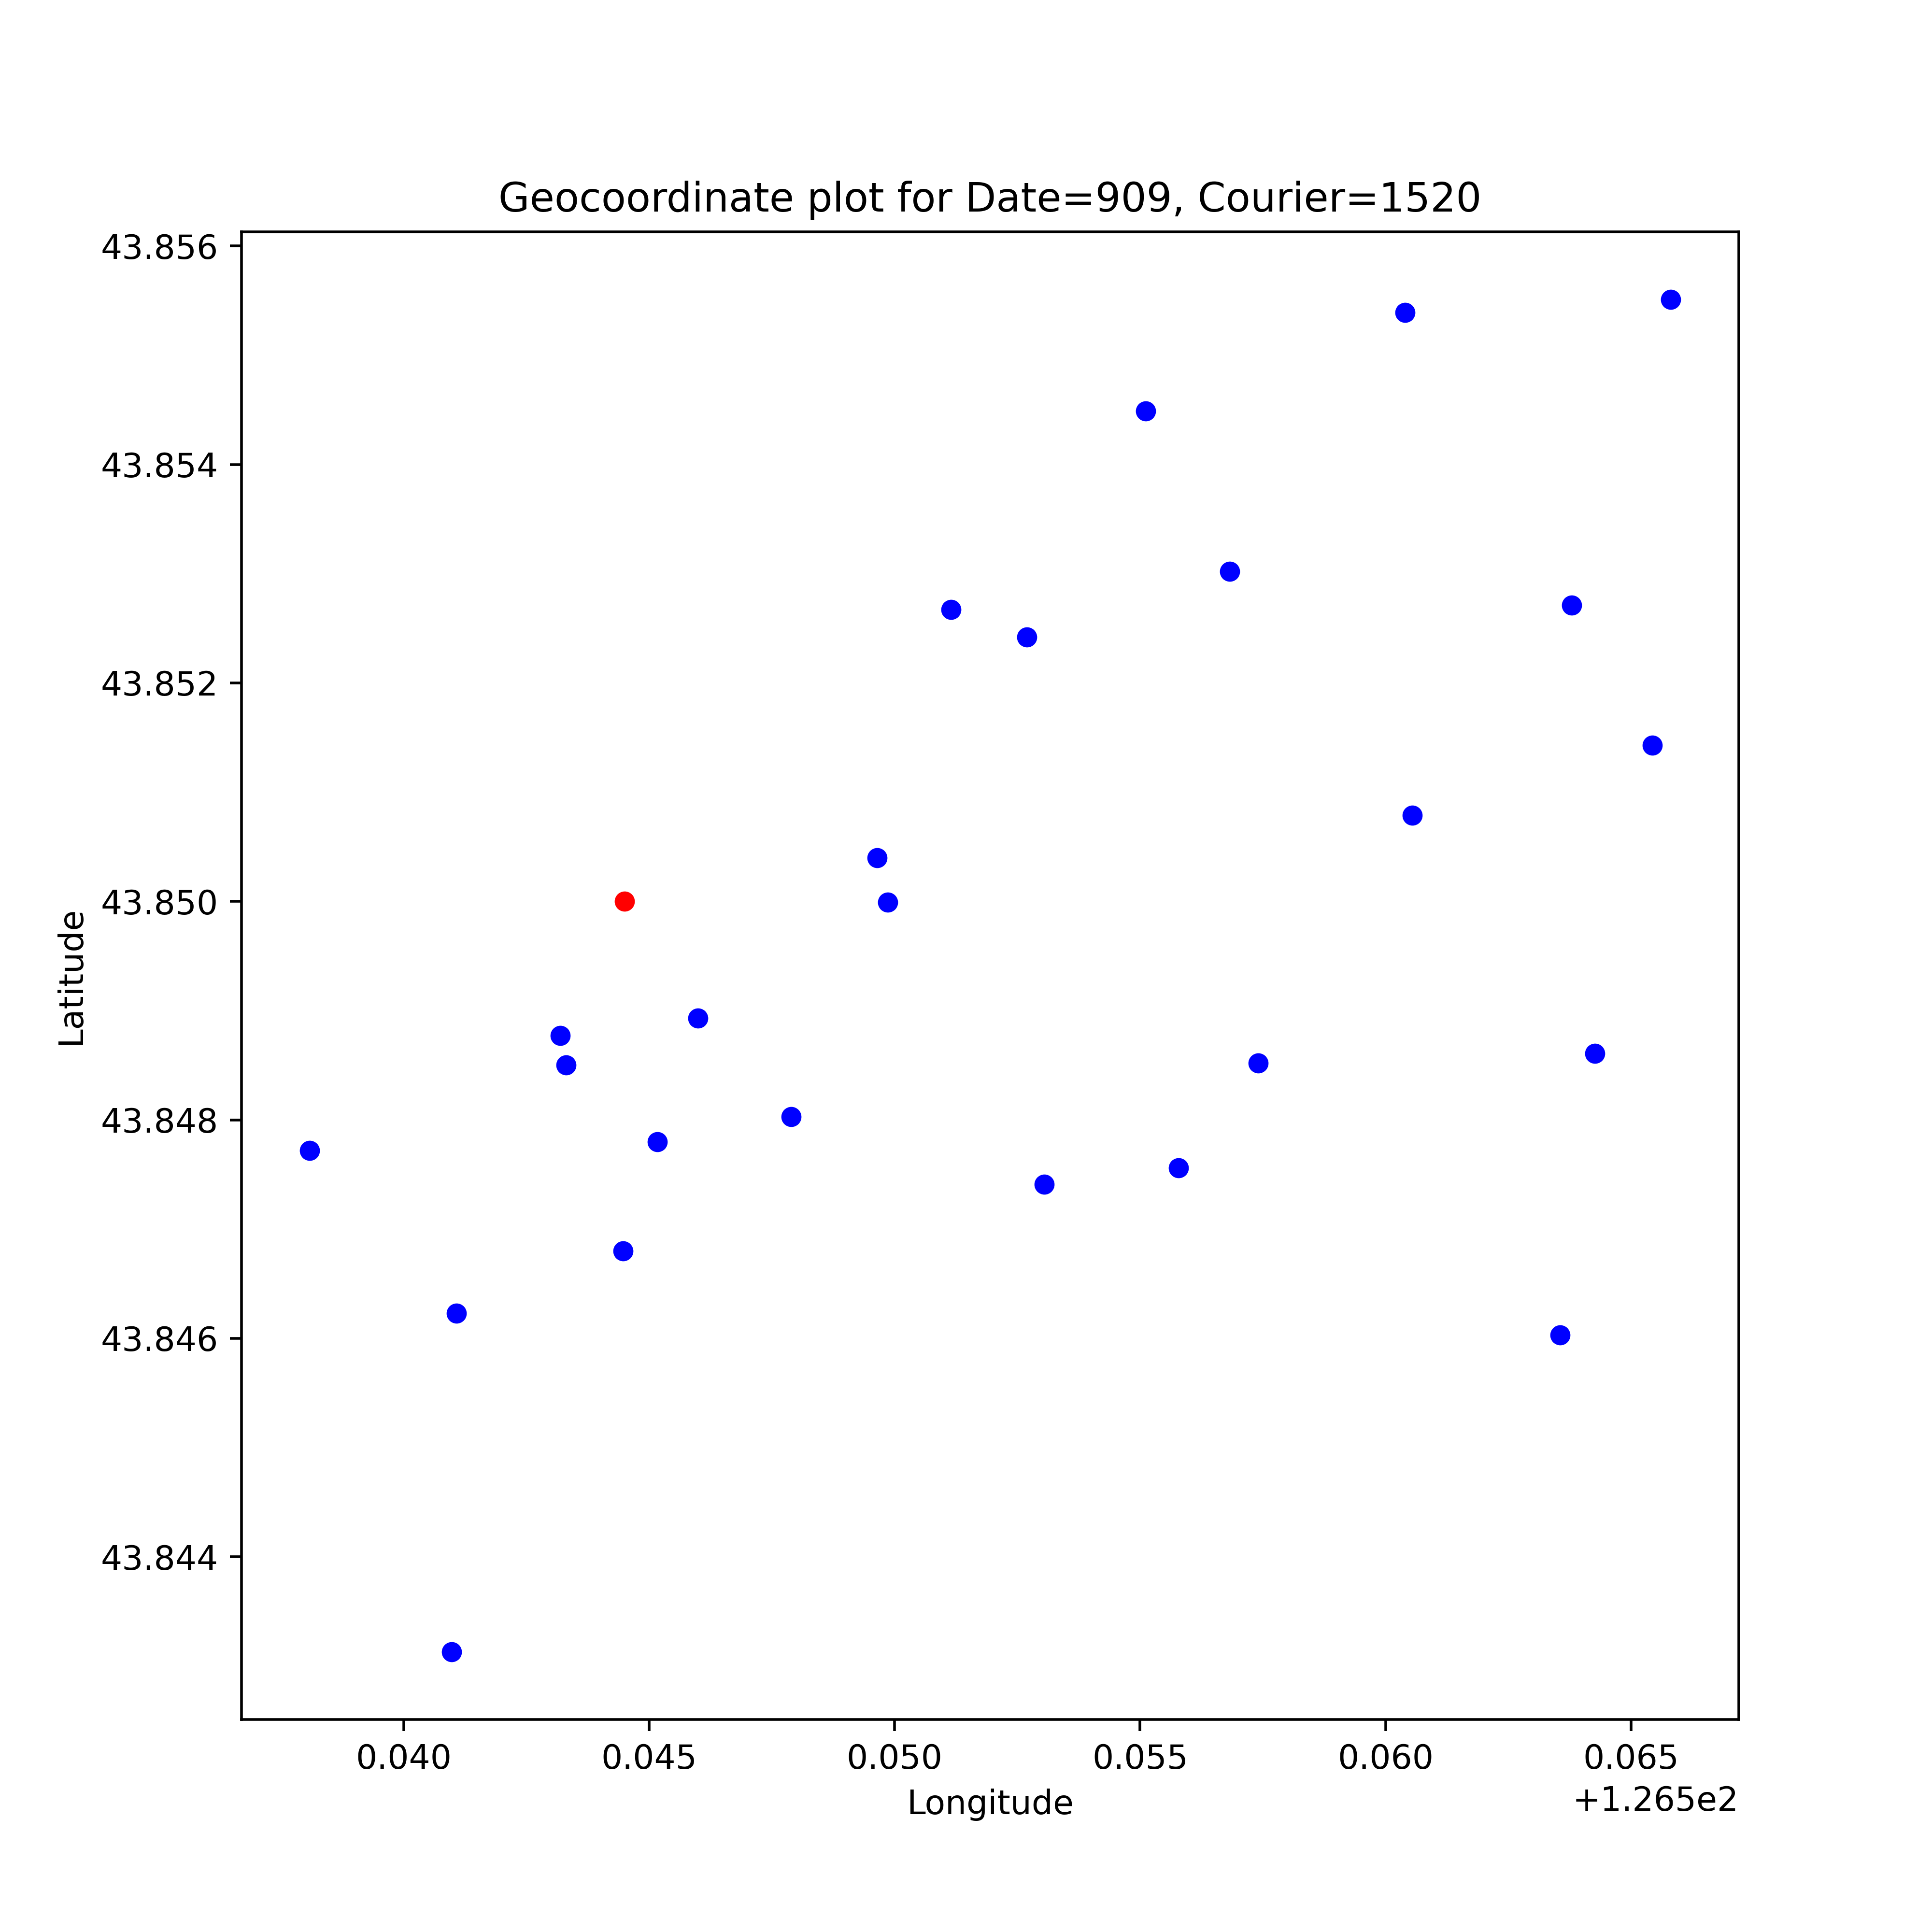 Geocoordinate plot for Date=909, Courier=1520
43.856
43.854
43.852
43.850
43.848
43.846
43.844
Latitude
0.040 0.045 0.050 0.055 0.060 0.065
+1.265e2
Longitude